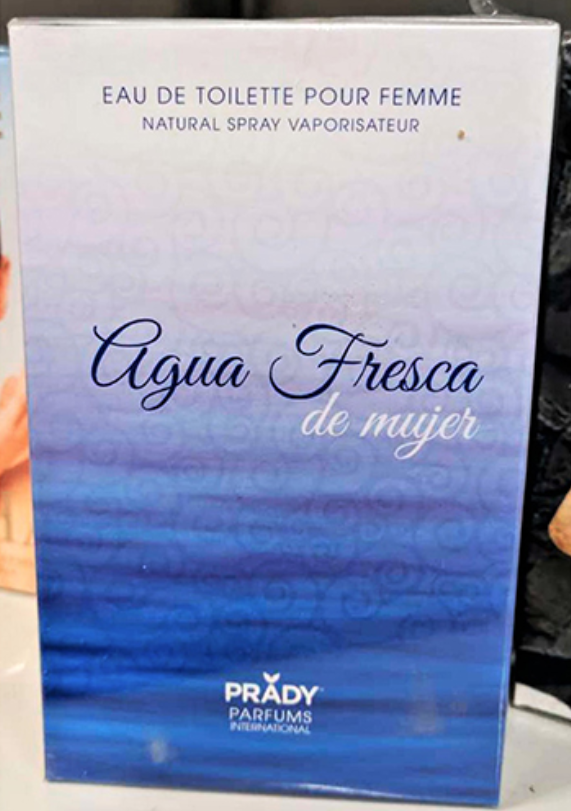 EAU DE TOILETTE POUR FEMME
NATURAL SPRAY VAPORISATEUR
Agua Fresca
de mujer
PRADY
PARFUMS
INTERNATIONAL